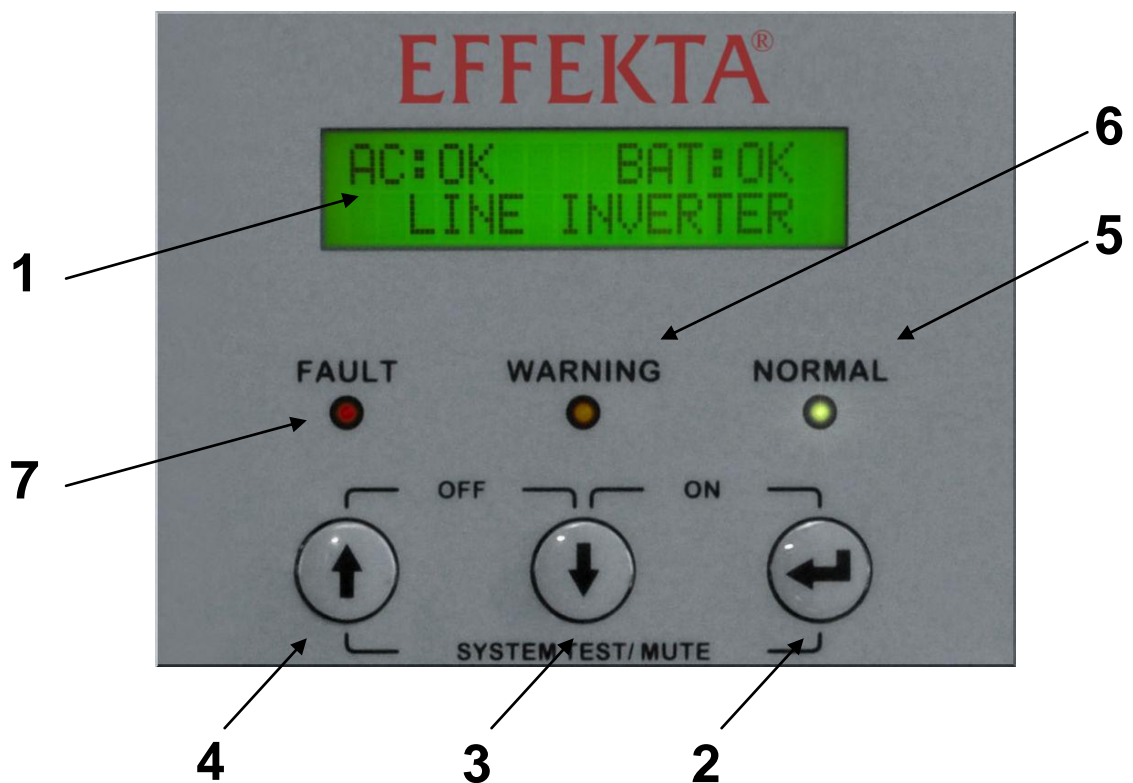 EFFEKTA®
AC:OK BAT:OK
LINE INVERTER
6
5
1
FAULT WARNING NORMAL
7
OFF ON
SYSTEM TEST/ MUTE
4 3 2